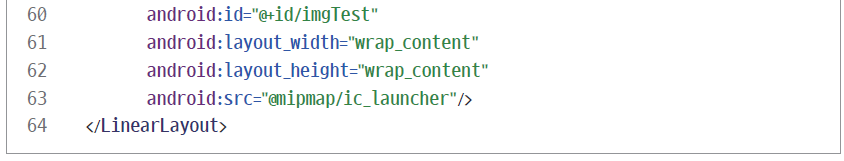 60 android:id="@+id/imgTest"
61 android:layout_width="wrap_content"
62 android:layout_height="wrap_content"
63 android:src="@mipmap/ic_launcher"/>
64 </LinearLayout>